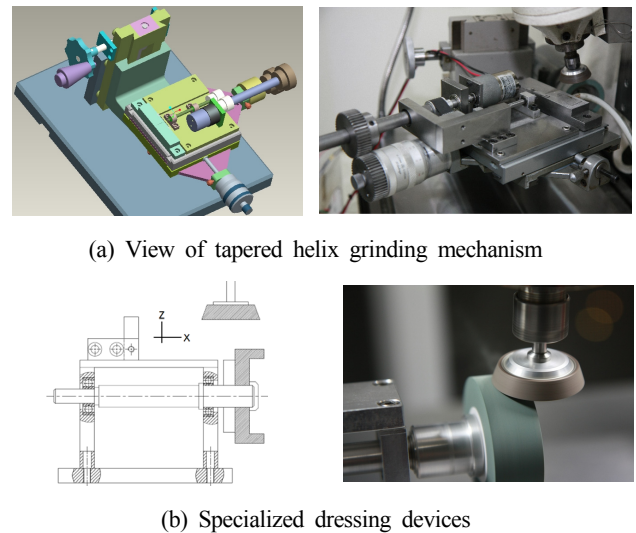 (a) View of tapered helix grinding mechanism
z
x
(b) Specialized dressing devices